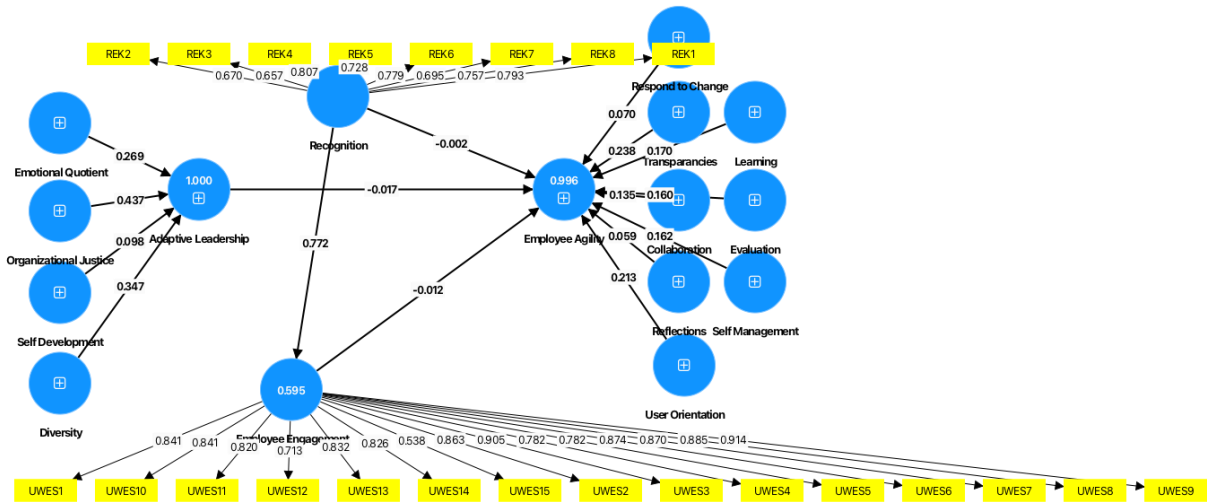 REK2 REK3 REK4 REK5 REK6 REK7 REK8 REK1
0.670 0.657 0.807 0.728 0.779 0.695 0.757 0.793
Respond to Change
0.070
Recognition
-0.002
Emotional Quotient
0.269
Organizational Justice
0.437
Self Development
0.098
Diversity
0.347
1.000
Adaptive Leadership
-0.017
0.772
0.996
Employee Agility
-0.012
0.238 0.170
Transparancies Learning
0.135 0.160
Collaboration Evaluation
0.059 0.162
Reflections Self Management
0.213
User Orientation
0.595
Employee Engagement
0.841 0.841 0.820 0.713 0.832 0.826 0.538 0.863 0.905 0.782 0.782 0.874 0.870 0.885 0.914
UWES1 UWES10 UWES11 UWES12 UWES13 UWES14 UWES15 UWES2 UWES3 UWES4 UWES5 UWES6 UWES7 UWES8 UWES9